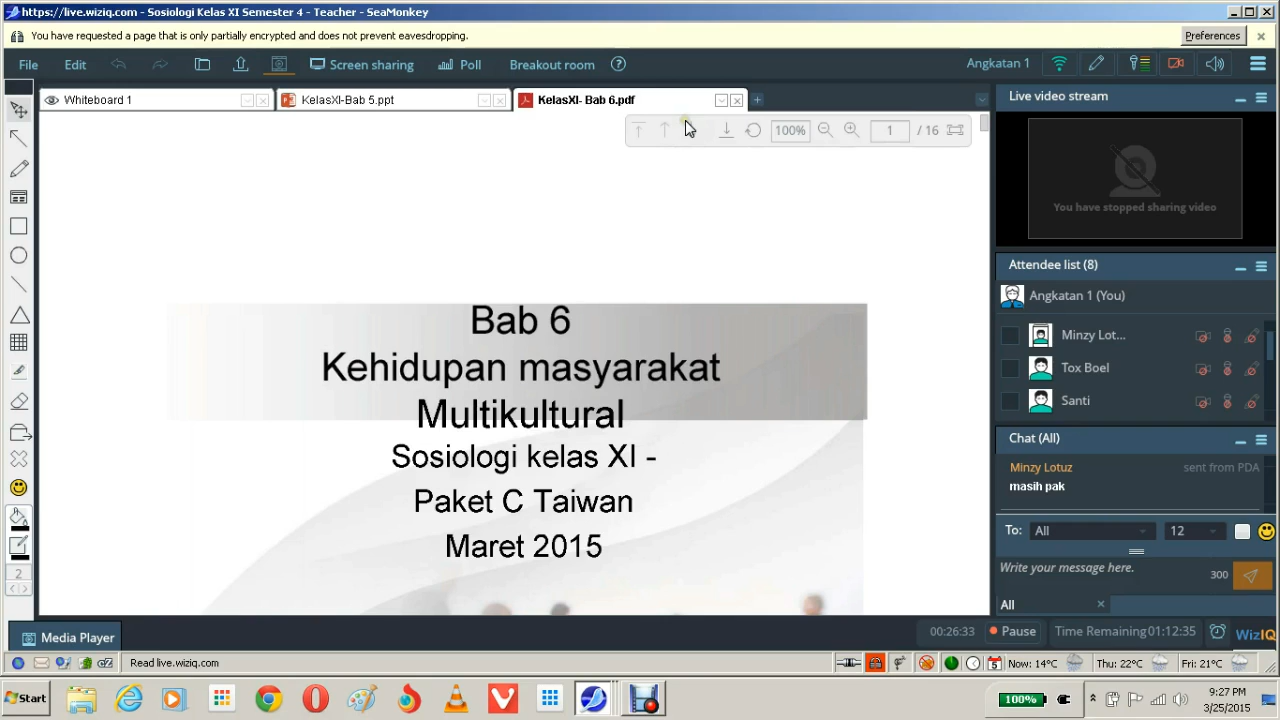 https://live.wiziq.com - Sosiologi Kelas XI Semester 4 - Teacher - SeaMonkey
You have requested a page that is only partially encrypted and does not prevent eavesdropping.
Preferences
File Edit Screen sharing Poll Breakout room Angkatan 1
Whiteboard 1 KelasXI-Bab 5.ppt KelasXI- Bab 6.pdf
100% 1 / 16
Bab 6
Kehidupan masyarakat
Multikultural
Sosiologi kelas XI -
Paket C Taiwan
Maret 2015
2
Live video stream
You have stopped sharing video
Attendee list (8)
Angkatan 1 (You)
Minzy Lot...
Tox Boel
Santi
Chat (All)
Minzy Lotuz sent from PDA
masih pak
To: All 12
Write your message here. 300
All
Media Player
00:26:33 Pause Time Remaining 01:12:35 WizIQ
Read live.wiziq.com
Now: 14°C Thu: 22°C Fri: 21°C
Start
100%
9:27 PM
3/25/2015